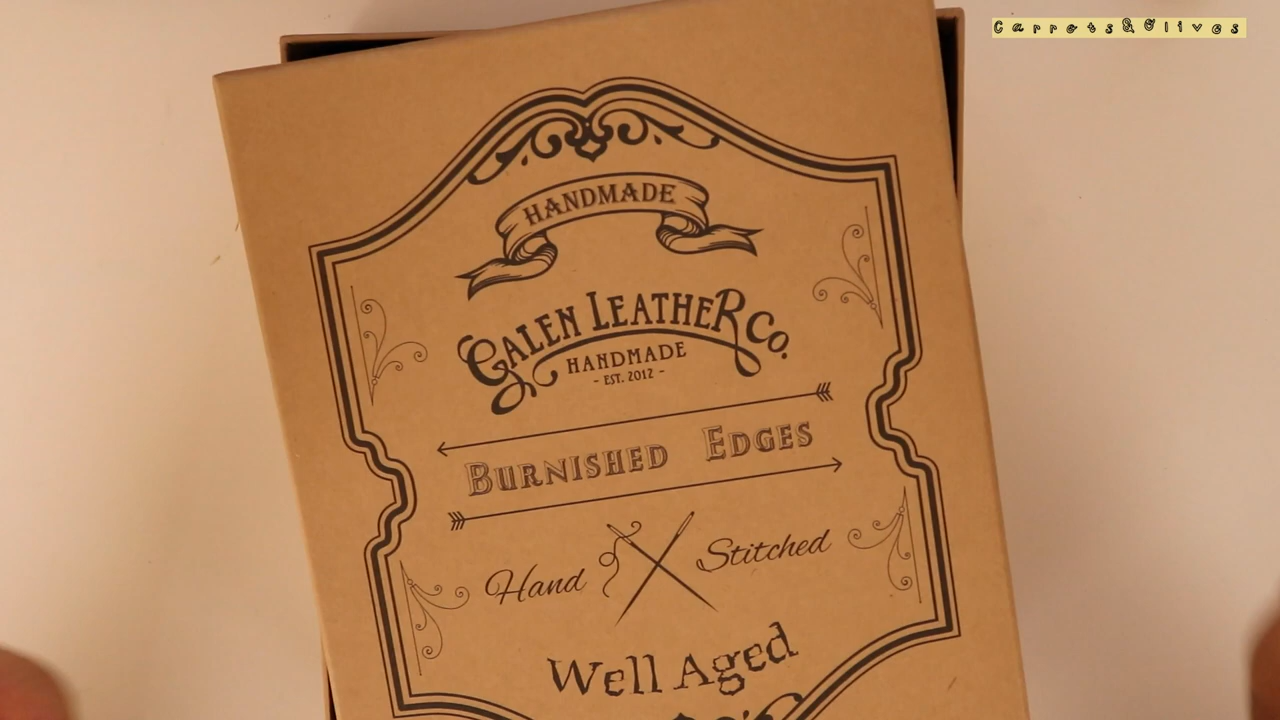 Carrots&Olives
HANDMADE
GALEN LEATHER CO.
HANDMADE
- EST. 2012 -
BURNISHED EDGES
Hand Stitched
Well Aged